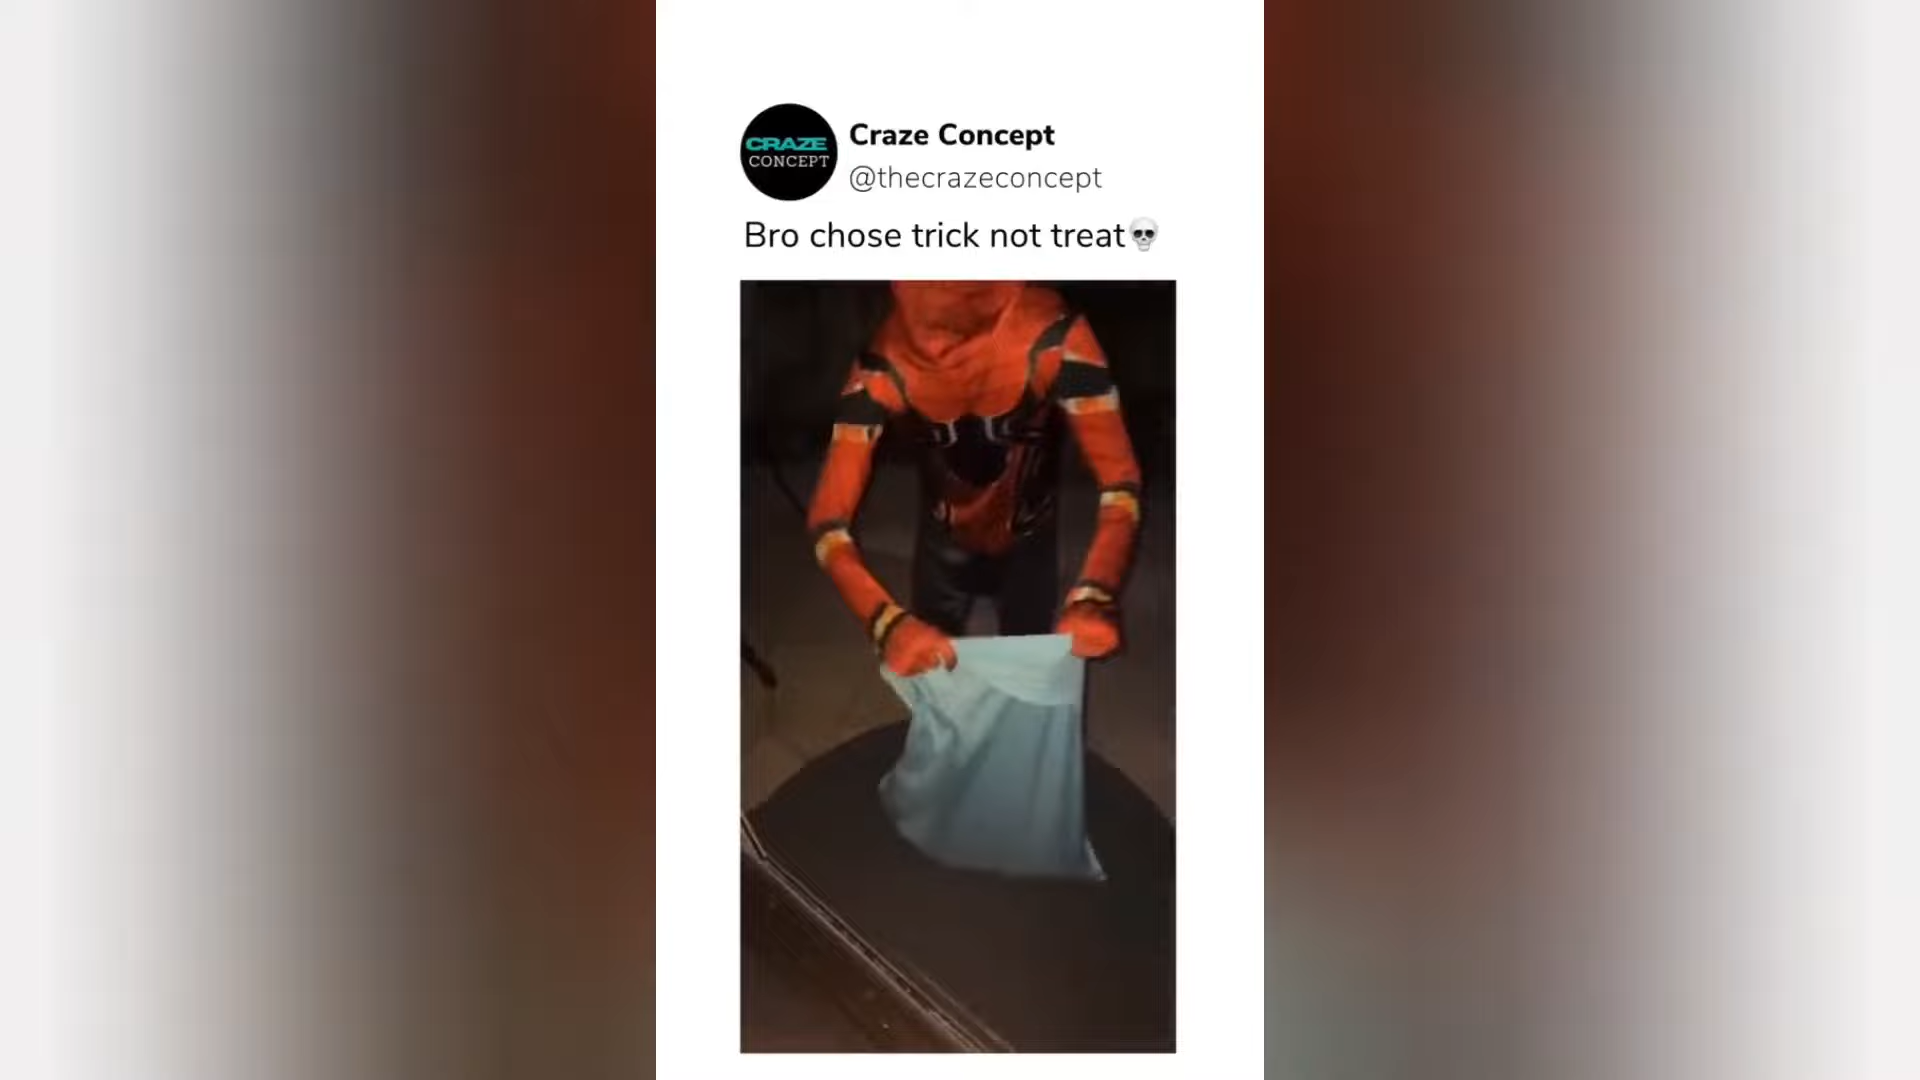 CRAZE
CONCEPT
Craze Concept
@thecrazeconcept
Bro chose trick not treat💀